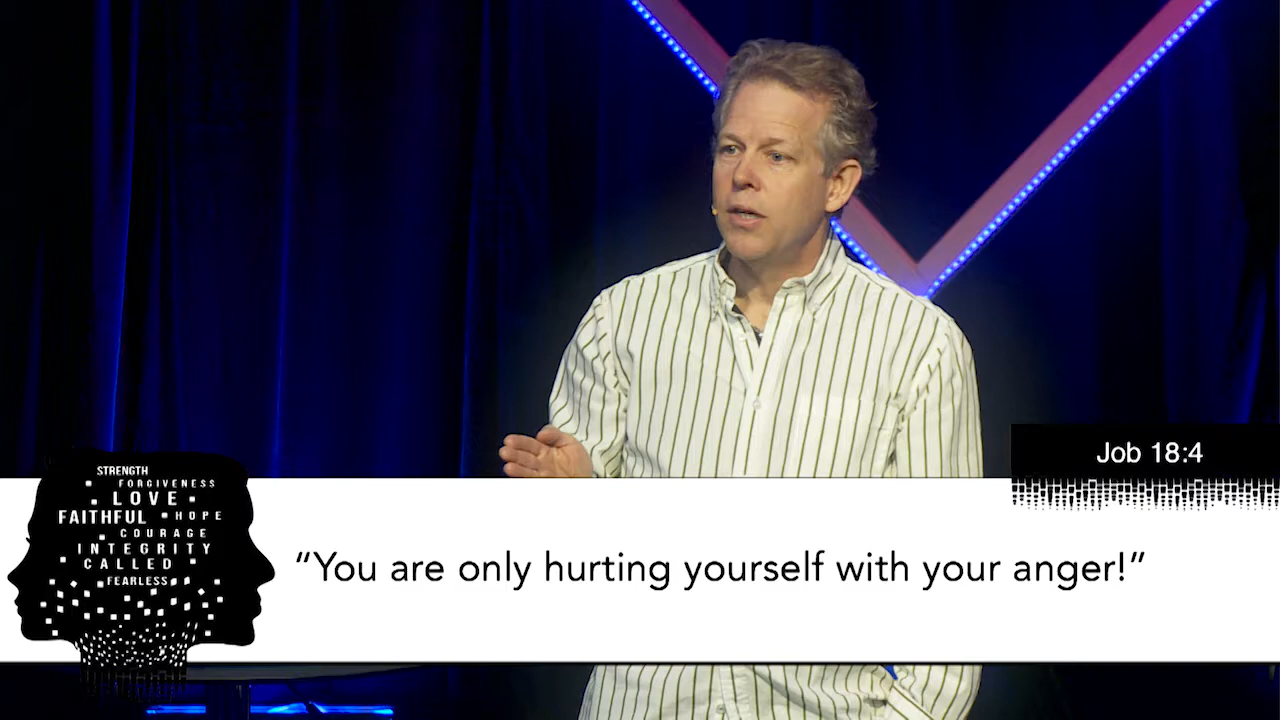 Job 18:4
STRENGTH
FORGIVENESS
LOVE
FAITHFUL HOPE
COURAGE
INTEGRITY
CALLED
FEARLESS
“You are only hurting yourself with your anger!”